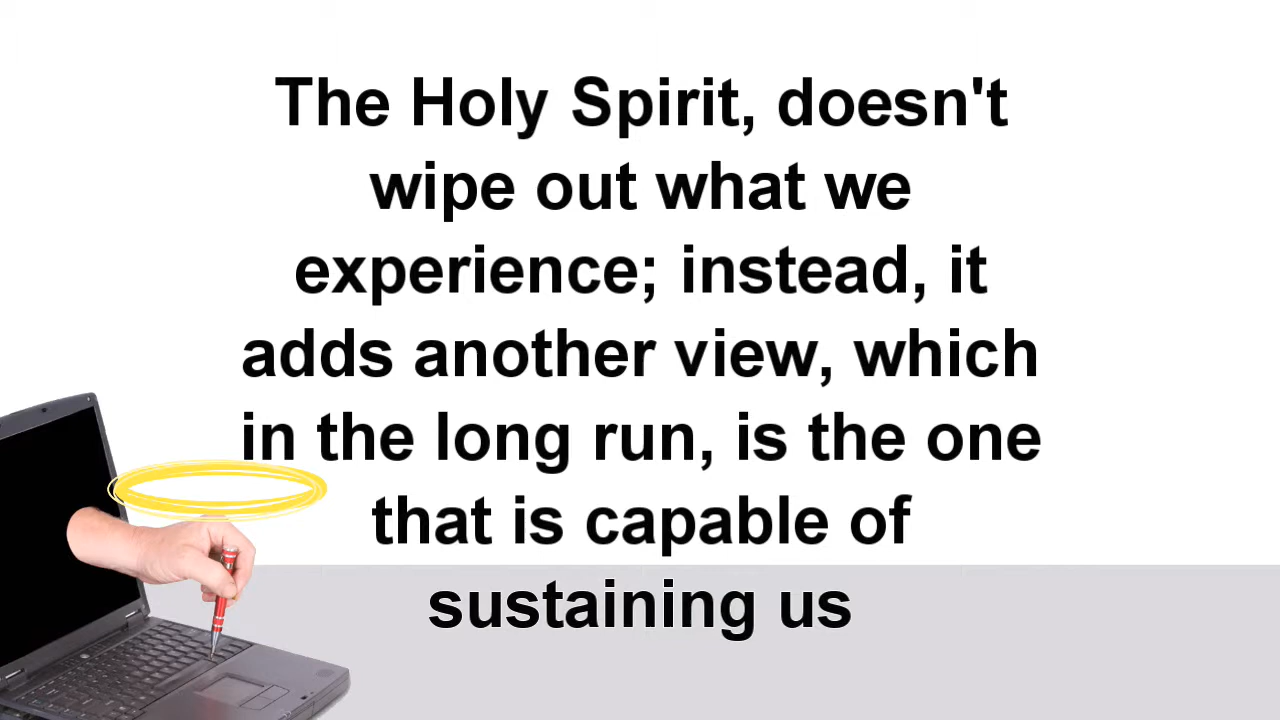 The Holy Spirit, doesn't
wipe out what we
experience; instead, it
adds another view, which
in the long run, is the one
that is capable of
sustaining us